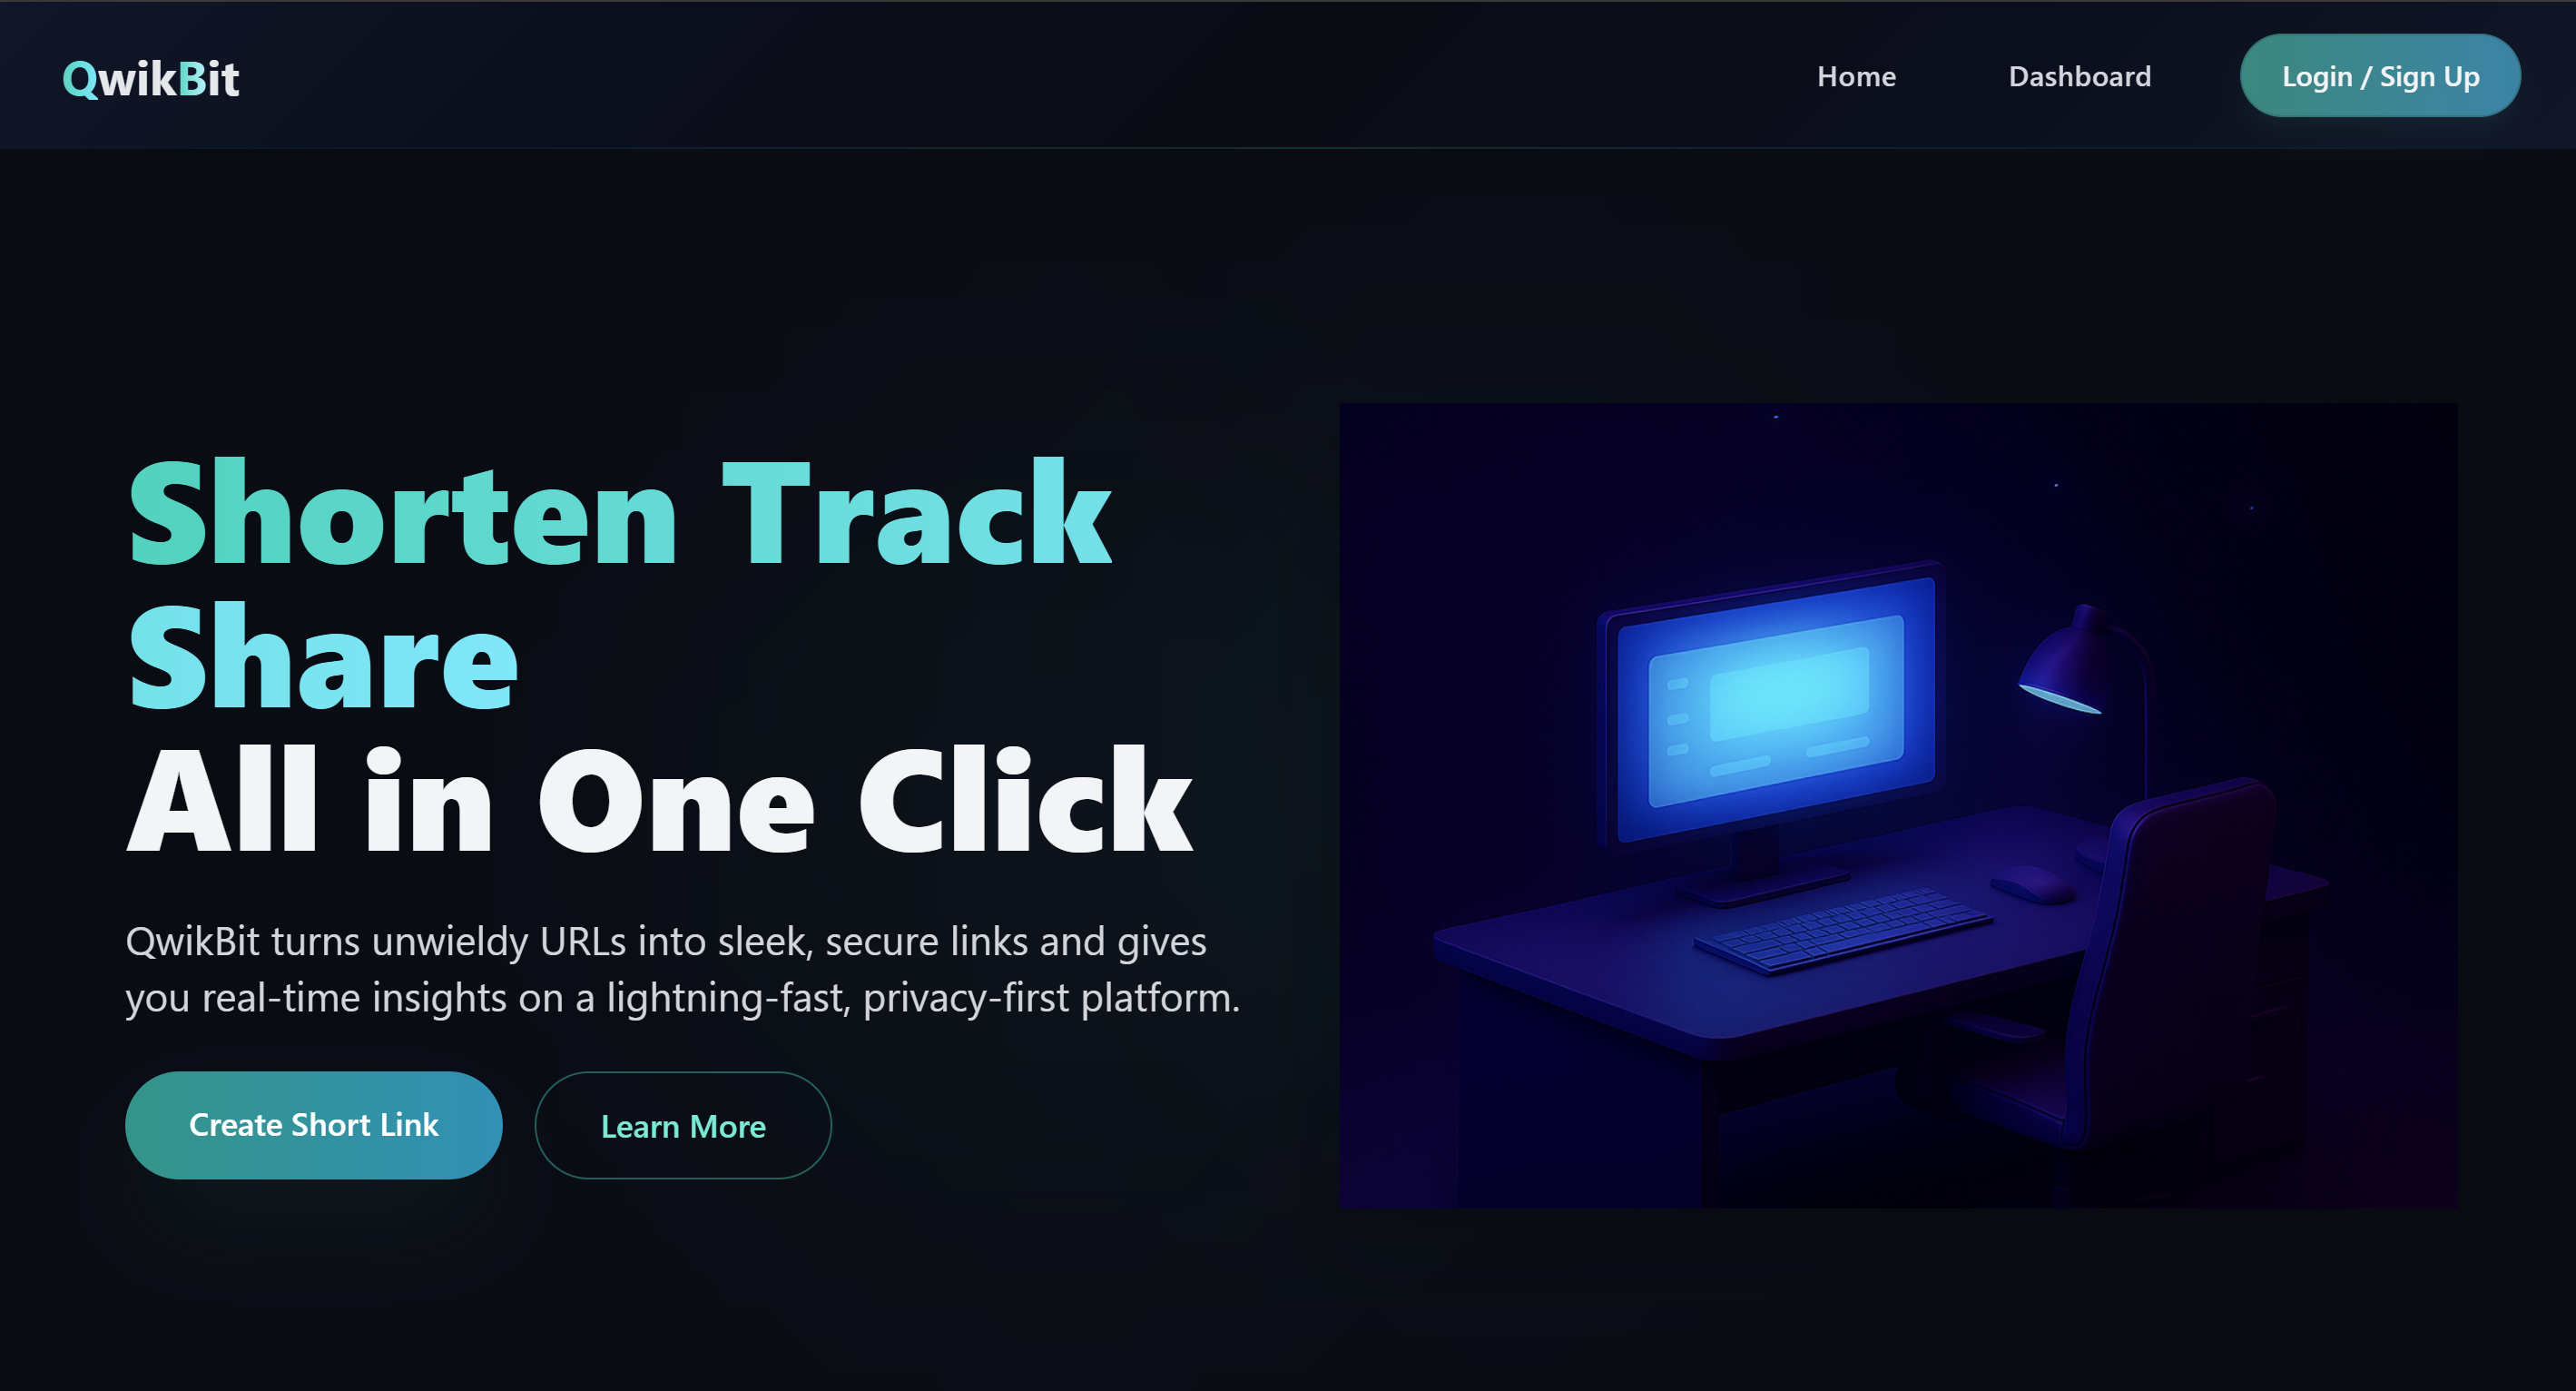 QwikBit
Home
Dashboard
Login / Sign Up
Shorten Track
Share
All in One Click
QwikBit turns unwieldy URLs into sleek, secure links and gives
you real-time insights on a lightning-fast, privacy-first platform.
Create Short Link
Learn More